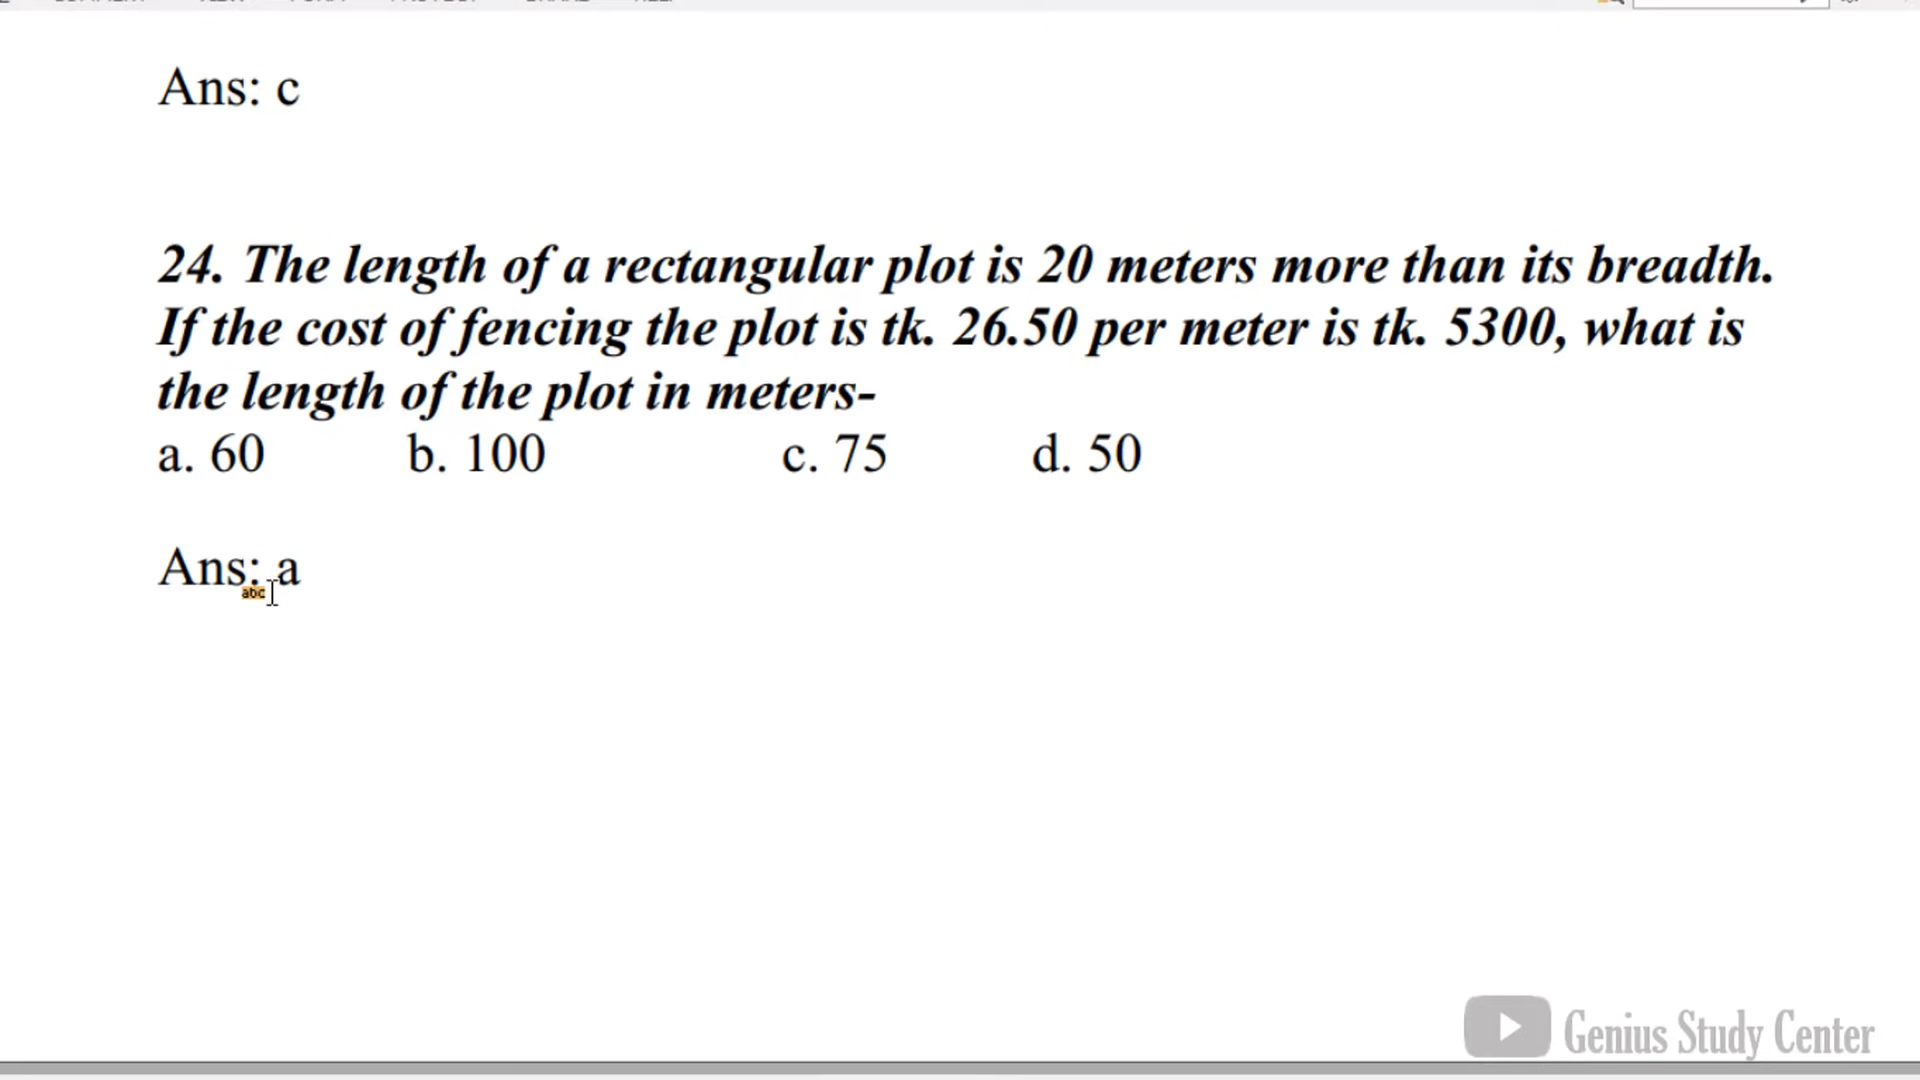 Ans: c
24. The length of a rectangular plot is 20 meters more than its breadth.
If the cost of fencing the plot is tk. 26.50 per meter is tk. 5300, what is
the length of the plot in meters-
a. 60 b. 100 c. 75 d. 50
Ans: a
abc
Genius Study Center